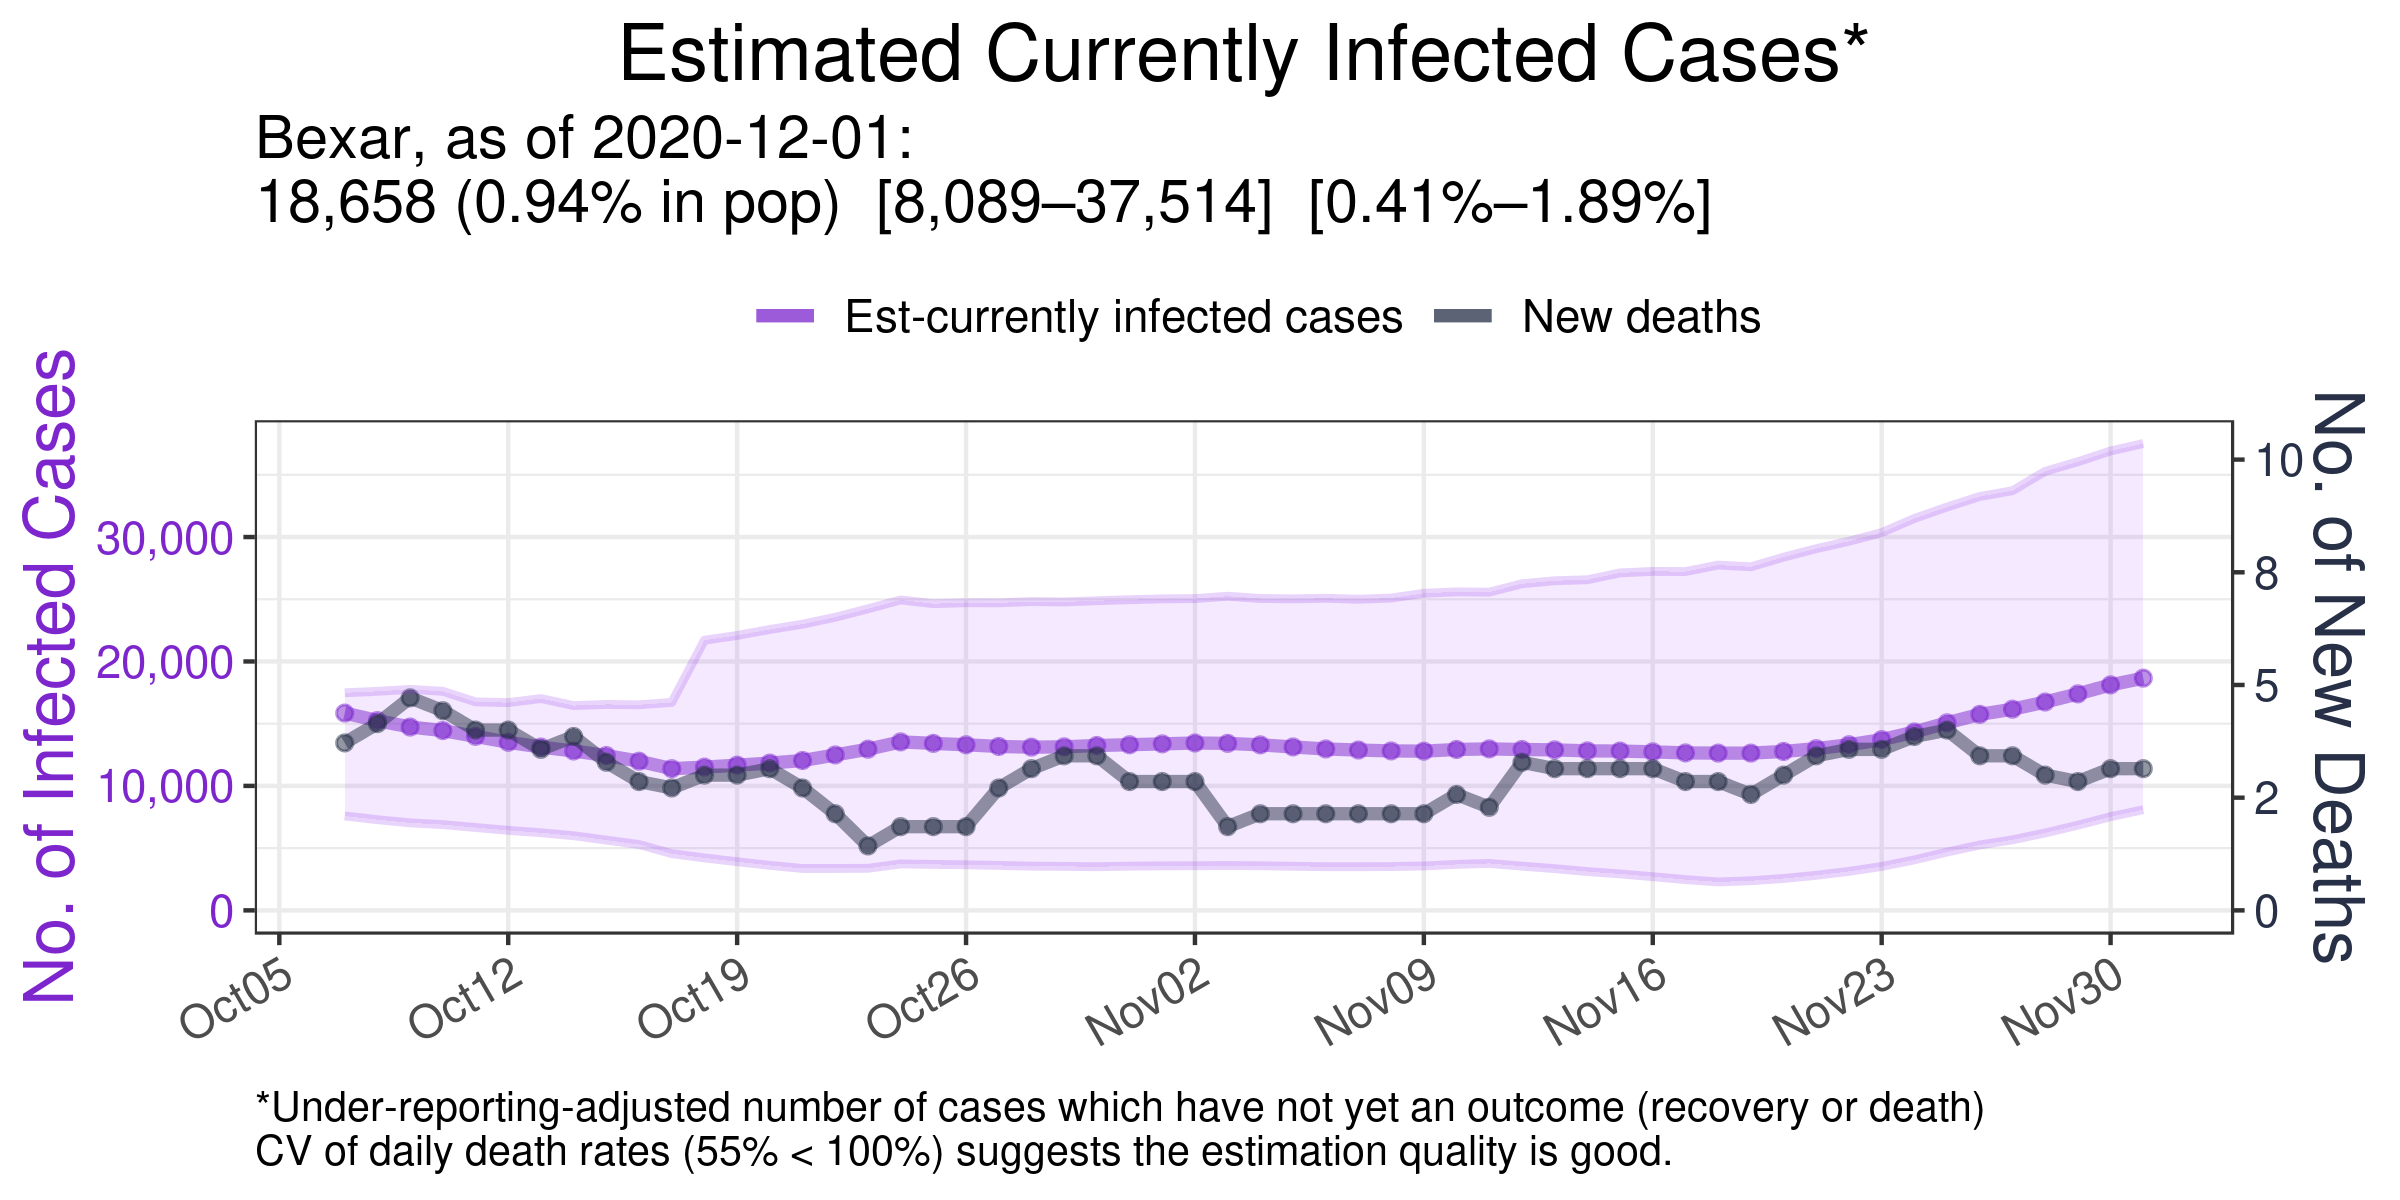 Estimated Currently Infected Cases*
Bexar, as of 2020-12-01:
18,658 (0.94% in pop)  [8,089–37,514]  [0.41%–1.89%]
Est-currently infected cases
New deaths
No. of Infected Cases
30,000
20,000
10,000
0
No. of New Deaths
10
8
5
2
0
Oct05
Oct12
Oct19
Oct26
Nov02
Nov09
Nov16
Nov23
Nov30
*Under-reporting-adjusted number of cases which have not yet an outcome (recovery or death)
CV of daily death rates (55% < 100%) suggests the estimation quality is good.